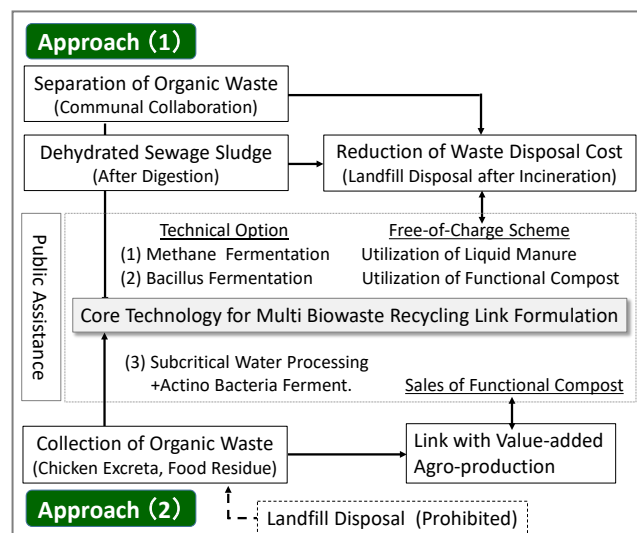 Approach (1)
Separation of Organic Waste
(Communal Collaboration)
Dehydrated Sewage Sludge
(After Digestion)
Reduction of Waste Disposal Cost
(Landfill Disposal after Incineration)
Public Assistance
Technical Option
(1) Methane Fermentation
(2) Bacillus Fermentation
Free-of-Charge Scheme
Utilization of Liquid Manure
Utilization of Functional Compost
Core Technology for Multi Biowaste Recycling Link Formulation
(3) Subcritical Water Processing
+Actino Bacteria Ferment.
Sales of Functional Compost
Collection of Organic Waste
(Chicken Excreta, Food Residue)
Link with Value-added
Agro-production
Approach (2)
Landfill Disposal (Prohibited)